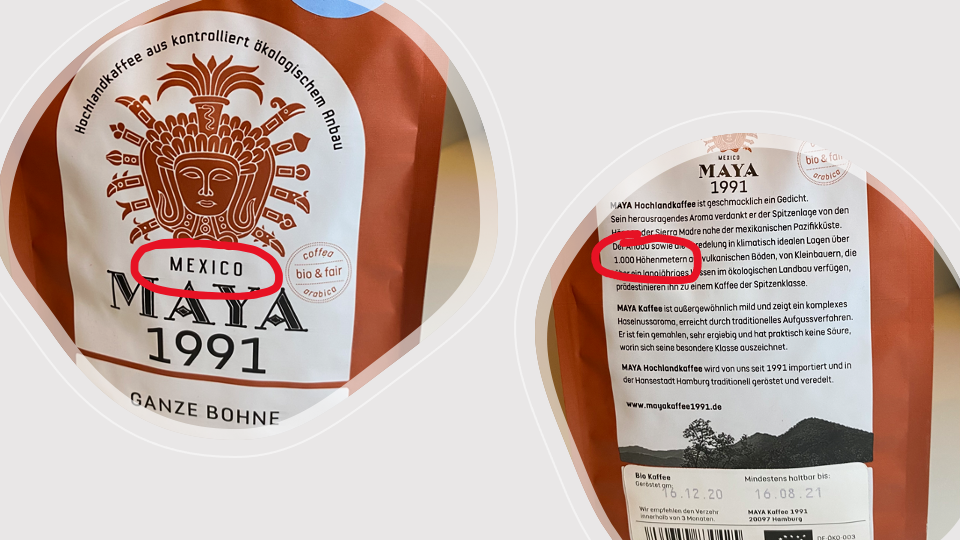 Hochlandkaffee aus kontrolliert ökologischem Anbau
MEXICO
MAYA
1991
coffea
bio & fair
arabica
GANZE BOHNE
MEXICO
MAYA
1991
bio & fair
arabica
MAYA Hochlandkaffee ist geschmacklich ein Gedicht.
Sein herausragendes Aroma verdankt er der Spitzenlage von den
der Sierra Madre nahe der mexikanischen Pazifikküste.
Der Anbau sowie die in klimatisch idealen Lagen über
1.000 Höhenmetern vulkanischen Böden, von Kleinbauern, die
ein langjähriges im ökologischen Landbau verfügen,
prädestinieren ihn zu einem Kaffee der Spitzenklasse.
MAYA Kaffee ist außergewöhnlich mild und zeigt ein komplexes
Haselnussaroma, erreicht durch traditionelles Aufgussverfahren.
Er ist fein gemahlen, sehr ergiebig und hat praktisch keine Säure,
worin sich seine besondere Klasse auszeichnet.
MAYA Hochlandkaffee wird von uns seit 1991 importiert und in
der Hansestadt Hamburg traditionell geröstet und veredelt.
www.mayakaffee1991.de
Bio Kaffee
Geröstet am:
16.12.20
Mindestens haltbar bis:
16.08.21
Wir empfehlen den Verzehr
innerhalb von 3 Monaten.
MAYA Kaffee 1991
20097 Hamburg
DE-ÖKO-003